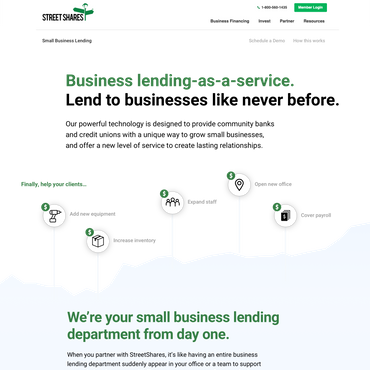 STREETSHARES
1-800-560-1435
Member Login
Business Financing
Invest
Partner
Resources
Small Business Lending
Schedule a Demo
How this works
Business lending-as-a-service.
Lend to businesses like never before.
Our powerful technology is designed to provide community banks
and credit unions with a unique way to grow small businesses,
and offer a new level of service to create lasting relationships.
Finally, help your clients...
Add new equipment
Increase inventory
Expand staff
Open new office
Cover payroll
We're your small business lending
department from day one.
When you partner with StreetShares, it's like having an entire business
lending department suddenly appear in your office or a team to support